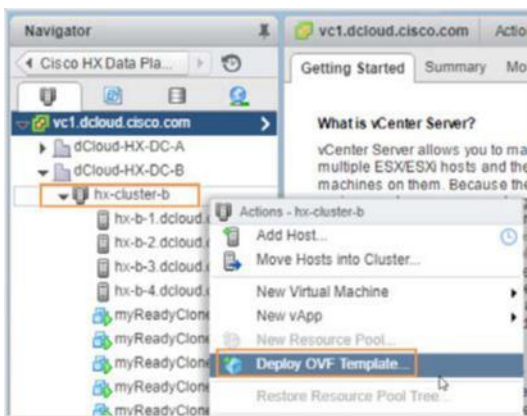 Navigator
vc1.dcloud.cisco.com
Actio
Cisco HX Data Pla...
Getting Started
Summary
Mo
vc1.dcloud.cisco.com
dCloud-HX-DC-A
dCloud-HX-DC-B
hx-cluster-b
hx-b-1.dcloud.
hx-b-2.dcloud.
hx-b-3.dcloud.
hx-b-4.dcloud.
myReadyClone
myReadyClone
myReadyClone
myReadyClone
myReadyClone
What is vCenter Server?
vCenter Server allows you to ma
multiple ESX/ESXi hosts and the
machines on them. Because the
Actions - hx-cluster-b
Add Host...
Move Hosts into Cluster...
New Virtual Machine
New vApp
New Resource Pool...
Deploy OVF Template...
Restore Resource Pool Tree...